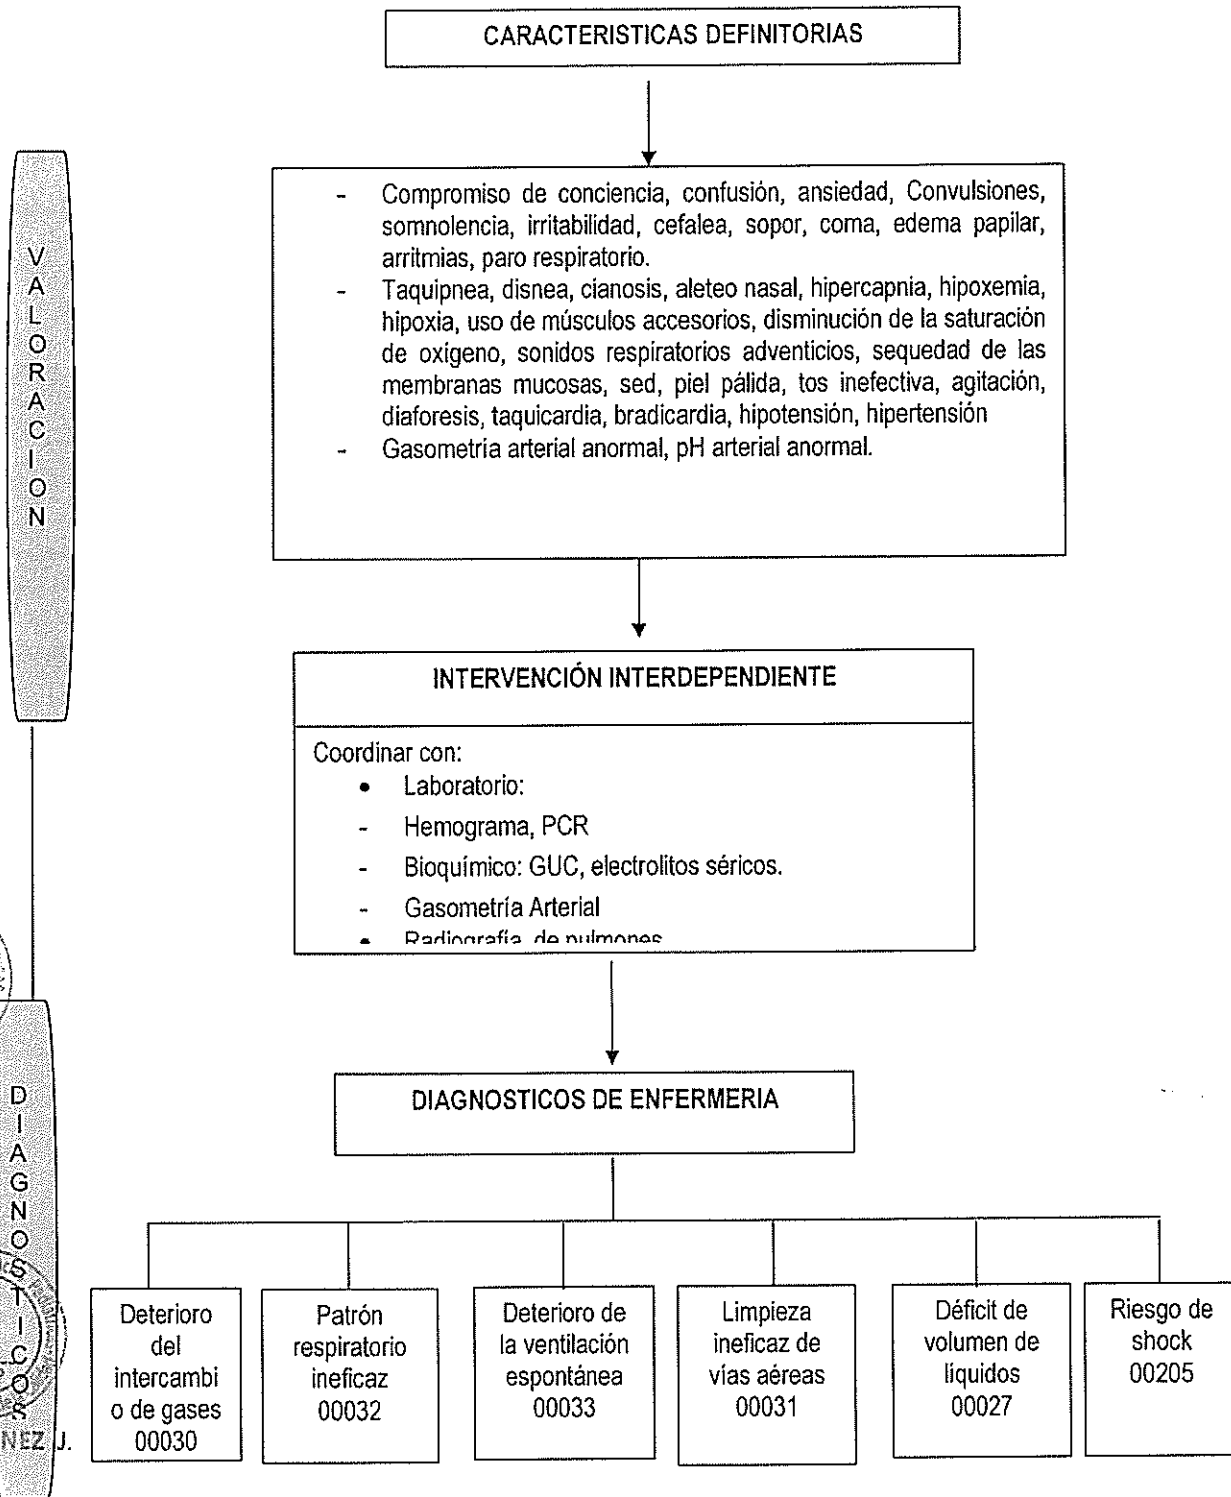 CARACTERISTICAS DEFINITORIAS
VALORACION
- Compromiso de conciencia, confusión, ansiedad, Convulsiones,
somnolencia, irritabilidad, cefalea, sopor, coma, edema papilar,
arritmias, paro respiratorio.
- Taquipnea, disnea, cianosis, aleteo nasal, hipercapnia, hipoxemia,
hipoxia, uso de músculos accesorios, disminución de la saturación
de oxigeno, sonidos respiratorios adventicios, sequedad de las
membranas mucosas, sed, piel pálida, tos inefectiva, agitación,
diaforesis, taquicardia, bradicardia, hipotensión, hipertensión
- Gasometria arterial anormal, pH arterial anormal.
INTERVENCIÓN INTERDEPENDIENTE
Coordinar con:
• Laboratorio:
- Hemograma, PCR
- Bioquímico: GUC, electrolitos séricos.
- Gasometría Arterial
• Radiografía de pulmones
DIAGNOSTICOS
DIAGNOSTICOS DE ENFERMERIA
Deterioro
del
intercambi
o de gases
00030
Patrón
respiratorio
ineficaz
00032
Deterioro de
la ventilación
espontánea
00033
Limpieza
ineficaz de
vías aéreas
00031
Déficit de
volumen de
líquidos
00027
Riesgo de
shock
00205
NEZ J.